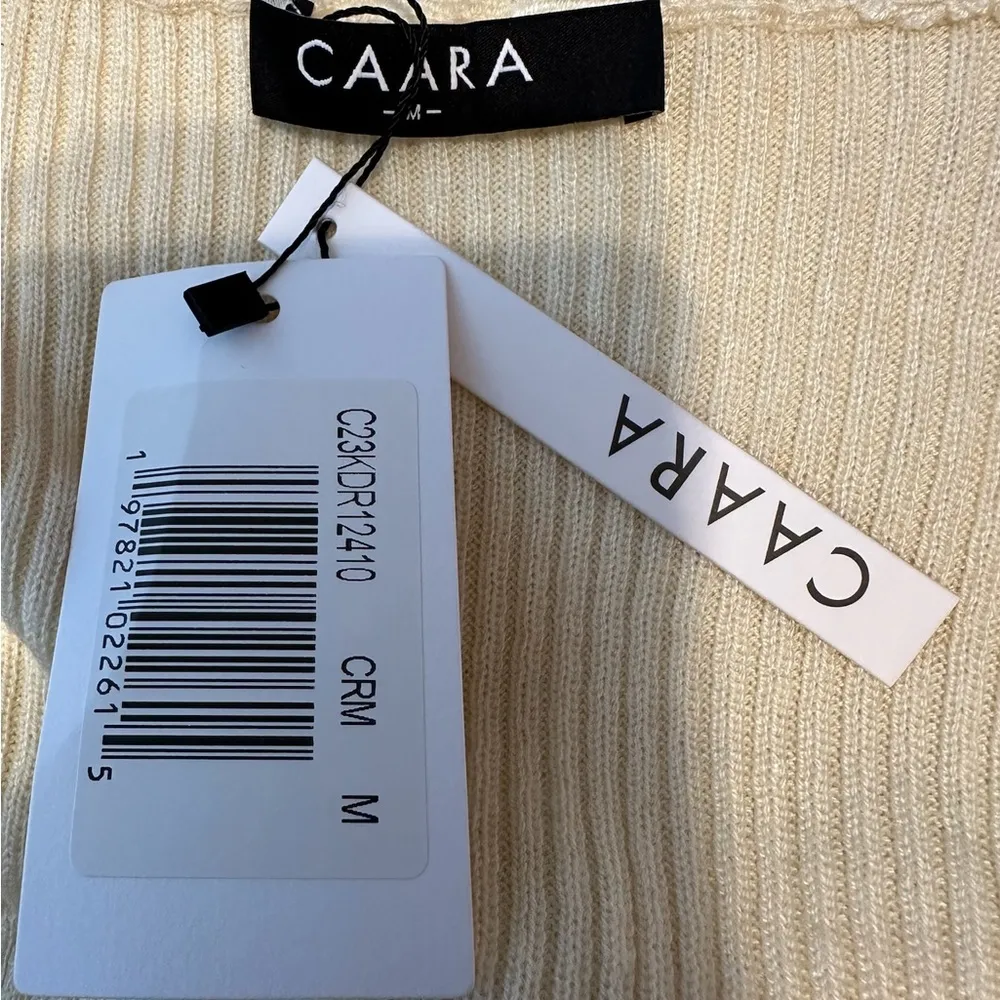 CAARA
-M-
CAARA
C23KDR12410 CRM M
1 97821 02261 5